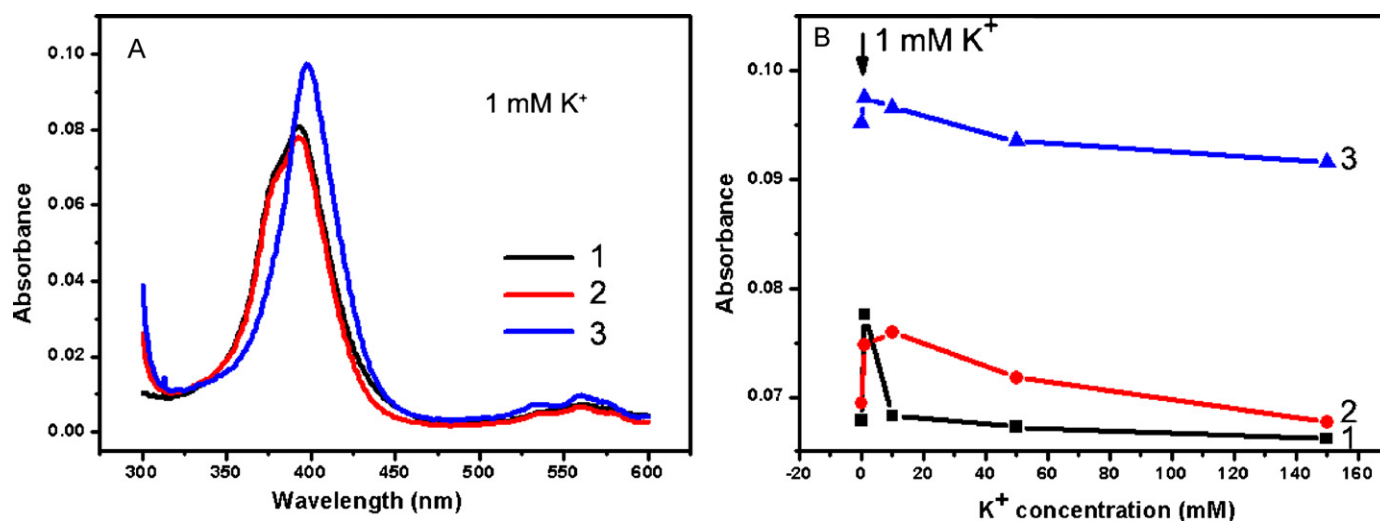 A
1 mM K⁺
1
2
3
0.10
0.08
0.06
0.04
0.02
0.00
Absorbance
300 350 400 450 500 550 600
Wavelength (nm)
B
1 mM K⁺
3
2
1
0.10
0.09
0.08
0.07
Absorbance
-20 0 20 40 60 80 100 120 140 160
K⁺ concentration (mM)